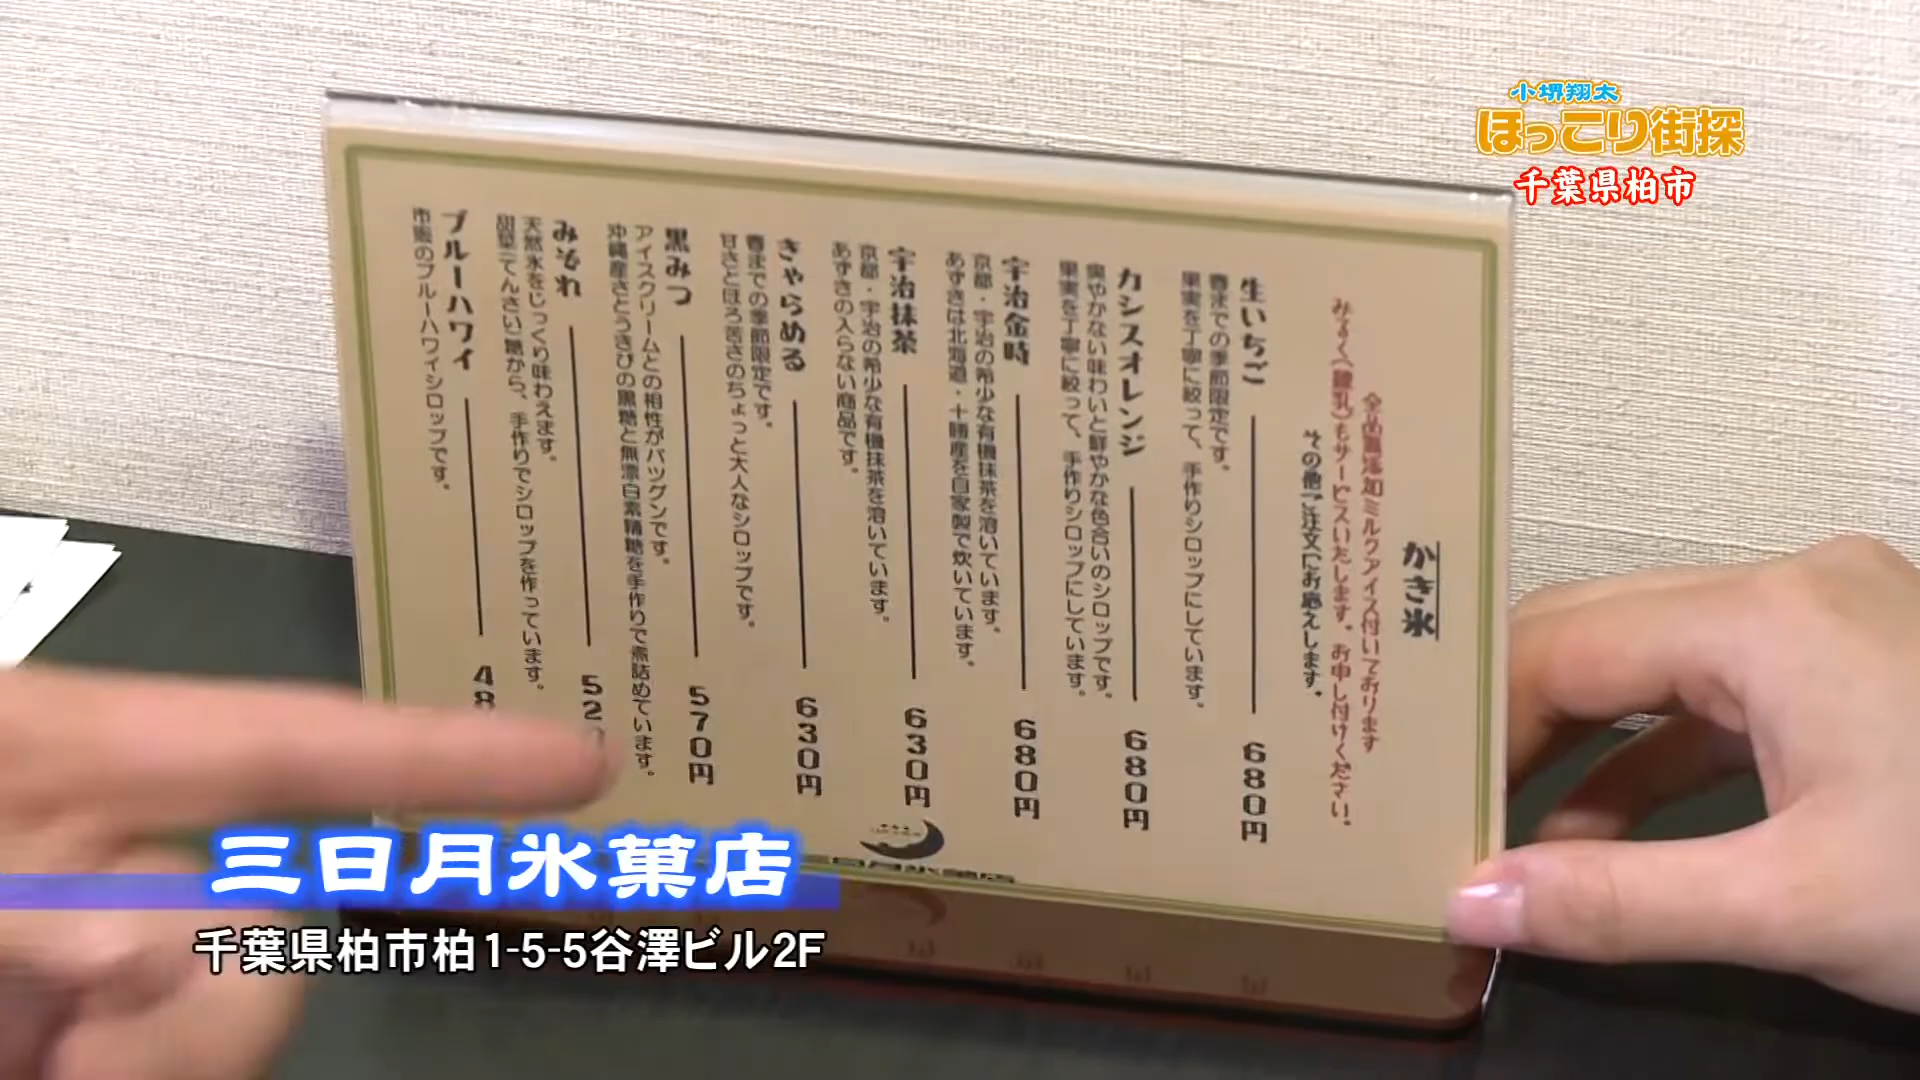 小堺翔太
ほっこり街探
千葉県柏市
かき氷
全め無添加ミルクアイス付いております
みるく(練乳)もサービスいたします。お申し付けください。
その他ご注文にお応えします。
生いちご 680円
春までの季節限定です。
果実を丁寧に絞って、手作りシロップにしています。
カシスオレンジ 680円
爽やかない味わいと鮮やかな色合いのシロップです。
果実を丁寧に絞って、手作りシロップにしています。
宇治金時 680円
京都・宇治の希少な有機抹茶を溶いています。
あずきは北海道・十勝産を自家製で炊いています。
宇治抹茶 630円
京都・宇治の希少な有機抹茶を溶いています。
あずきの入らない商品です。
きゃらめる 630円
春までの季節限定です。
甘さとほろ苦さのちょっと大人なシロップです。
黒みつ 570円
アイスクリームとの相性がバツグンです。
沖縄産さとうきびの黒糖と無漂白素精糖を手作りで煮詰めています。
みぞれ 520
天然氷をじっくり味わえます。
甜菜(てんさい)糖から、手作りでシロップを作っています。
ブルーハワイ 48
市販のブルーハワイシロップです。
三日月氷菓店
三日月氷菓店
千葉県柏市柏1-5-5谷澤ビル2F